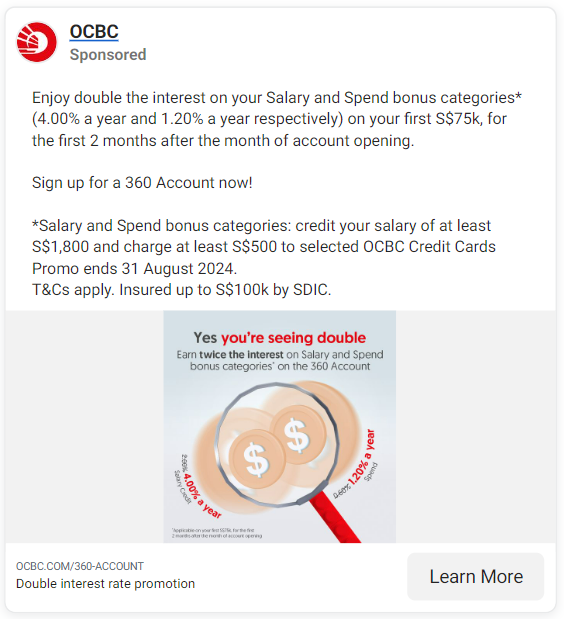 OCBC
Sponsored
Enjoy double the interest on your Salary and Spend bonus categories*
(4.00% a year and 1.20% a year respectively) on your first S$75k, for
the first 2 months after the month of account opening.
Sign up for a 360 Account now!
*Salary and Spend bonus categories: credit your salary of at least
S$1,800 and charge at least S$500 to selected OCBC Credit Cards
Promo ends 31 August 2024.
T&Cs apply. Insured up to S$100k by SDIC.
Yes you're seeing double
Earn twice the interest on Salary and Spend
bonus categories* on the 360 Account
$
$
2.00% 4.00% a year
Salary Credit
0.60% 1.20% a year
Spend
*Applicable on your first S$75k, for the first
2 months after the month of account opening
OCBC.COM/360-ACCOUNT
Double interest rate promotion
Learn More